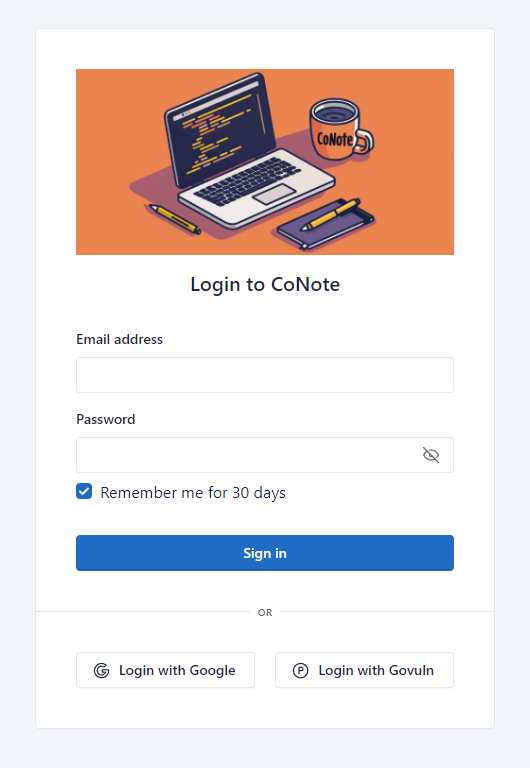 CoNote
Login to CoNote
Email address
Password
Remember me for 30 days
Sign in
OR
Login with Google
Login with Govuln